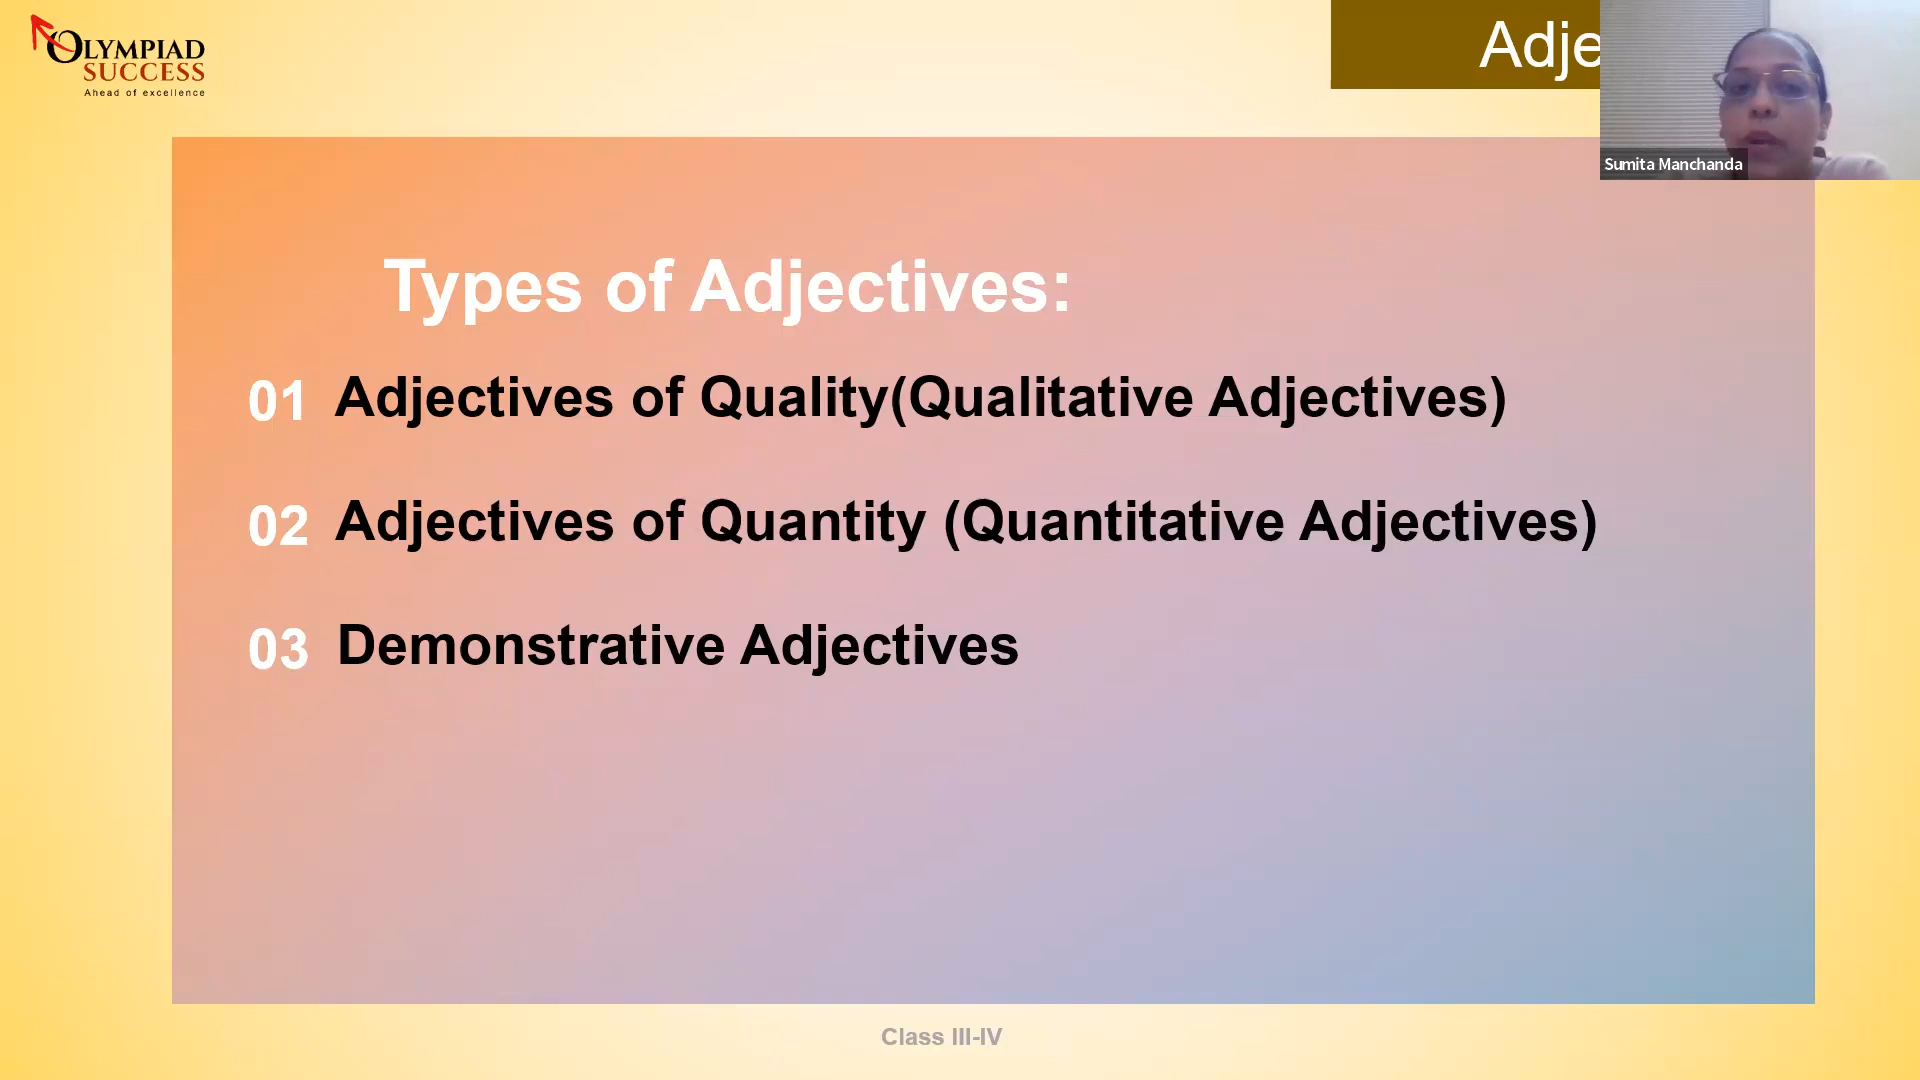 OLYMPIAD
SUCCESS
Ahead of excellence
Adje
Sumita Manchanda
Types of Adjectives:
01 Adjectives of Quality(Qualitative Adjectives)
02 Adjectives of Quantity (Quantitative Adjectives)
03 Demonstrative Adjectives
Class III-IV